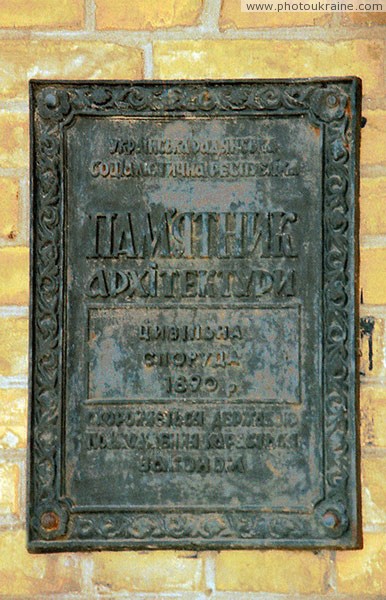 www.photoukraine.com
УКРАЇНСЬКА РАДЯНСЬКА
СОЦІАЛІСТИЧНА РЕСПУБЛІКА
ПАМ'ЯТНИК
АРХІТЕКТУРИ
ЦИВІЛЬНА
СПОРУДА
1890 р.
ОХОРОНЯЄТЬСЯ ДЕРЖАВОЮ
ПОШКОДЖЕННЯ КАРАЄТЬСЯ
ЗАКОНОМ